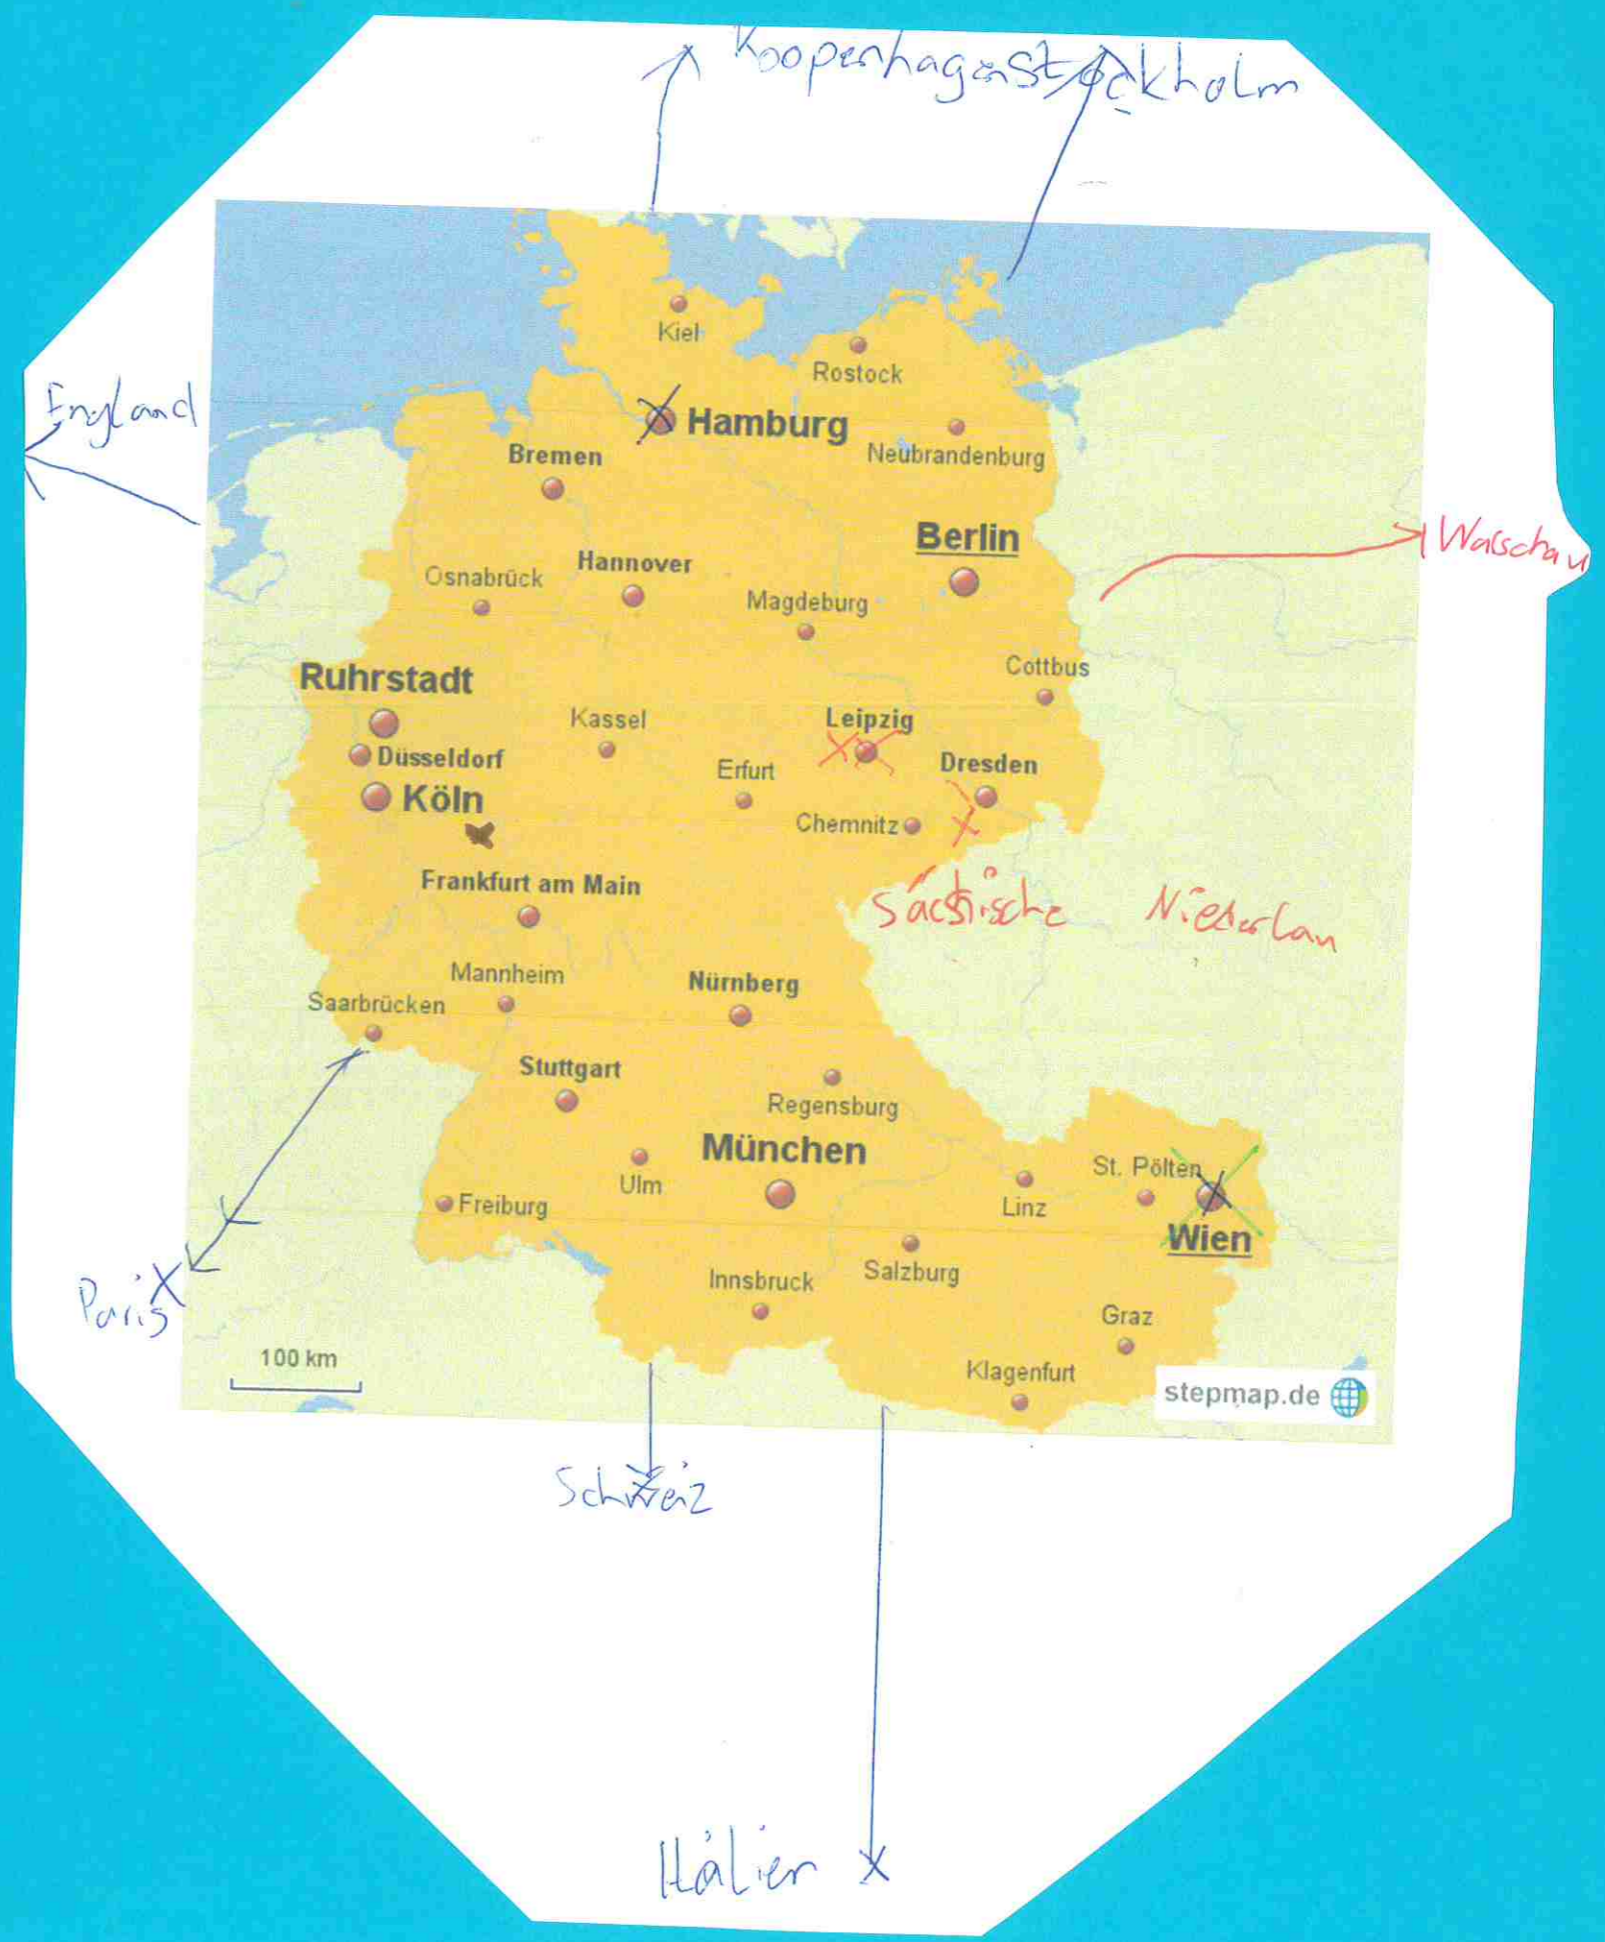 Koopenhagen Stockholm
England
Kiel
Rostock
Hamburg
Neubrandenburg
Bremen
Berlin
Warschau
Hannover
Osnabrück
Magdeburg
Cottbus
Ruhrstadt
Kassel
Leipzig
Düsseldorf
Erfurt
Dresden
Köln
Chemnitz
Frankfurt am Main
Sächsische Niederlan
Mannheim
Nürnberg
Saarbrücken
Stuttgart
Regensburg
München
St. Pölten
Ulm
Linz
Freiburg
Wien
Salzburg
Innsbruck
Paris
Graz
100 km
Klagenfurt
stepmap.de
Schweiz
Itälien